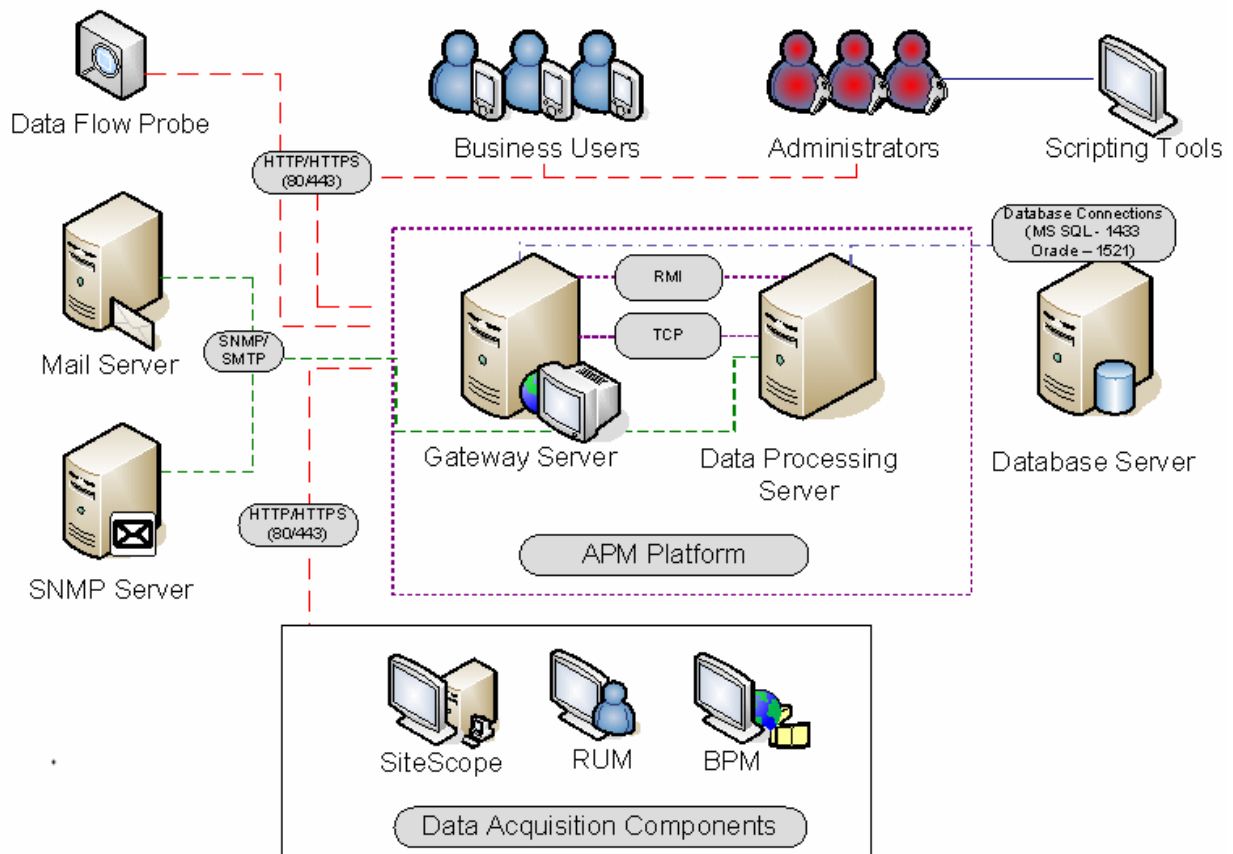 Data Flow Probe
Business Users
Administrators
Scripting Tools
HTTP/HTTPS
(80/443)
Database Connections
(MS SQL - 1433
Oracle – 1521)
RMI
TCP
Mail Server
SNMP/
SMTP
Gateway Server
Data Processing
Server
Database Server
HTTP/HTTPS
(80/443)
APM Platform
SNMP Server
SiteScope
RUM
BPM
Data Acquisition Components